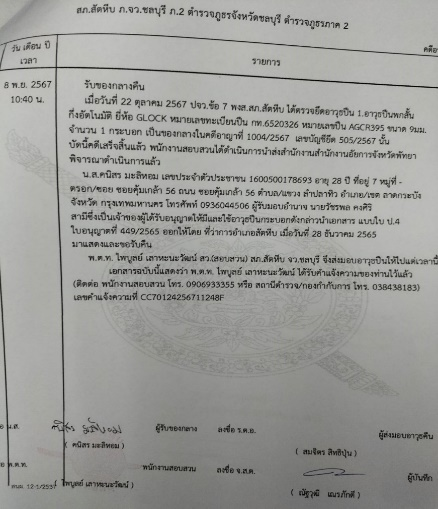 สภ.สัตหีบ ภ.จว.ชลบุรี ภ.2 ตำรวจภูธรจังหวัดชลบุรี ตำรวจภูธรภาค 2
วัน เดือน ปี
เวลา
รายการ
8 พ.ย. 2567
10:40 น.
รับของกลางคืน
เมื่อวันที่ 22 ตุลาคม 2567 ปจว.ข้อ 7 พงส.สภ.สัตหีบ ได้ตรวจยึดอาวุธปืน 1.อาวุธปืนพกสั้น
กึ่งอัตโนมัติ ยี่ห้อ GLOCK หมายเลขทะเบียนปืน กท.6520326 หมายเลขปืน AGCR395 ขนาด 9มม.
จำนวน 1 กระบอก เป็นของกลางในคดีอาญาที่ 1004/2567 เลขบัญชียึด 505/2567 นั้น
บัดนี้คดีเสร็จสิ้นแล้ว พนักงานสอบสวนได้ดำเนินการนำส่งสำนักงานสำนักงานอัยการจังหวัดพัทยา
พิจารณาดำเนินการแล้ว
น.ส.คนิสร มะลิหอม เลขประจำตัวประชาชน 1600500178693 อายุ 28 ปี ที่อยู่ 7 หมู่ที่ -
ตรอก/ซอย ซอยคุ้มเกล้า 56 ถนน ซอยคุ้มเกล้า 56 ตำบล/แขวง ลำปลาทิว อำเภอ/เขต ลาดกระบัง
จังหวัด กรุงเทพมหานคร โทรศัพท์ 0936044506 ผู้รับมอบอำนาจ นายวัชรพล คงศิริ
สามีซึ่งเป็นเจ้าของผู้ได้รับอนุญาตให้มีและใช้อาวุธปืนกระบอกดังกล่าวนำเอกสาร แบบใบ ป.4
ใบอนุญาตที่ 449/2565 ออกให้โดย ที่ว่าการอำเภอสัตหีบ เมื่อวันที่ 28 ธันวาคม 2565
มาแสดงและขอรับคืน
พ.ต.ท. ไพบูลย์ เลาหะนะวัฒน์ สว.(สอบสวน) สภ.สัตหีบ จว.ชลบุรี จึงส่งมอบอาวุธปืนให้ไปแต่เวลานี้
เอกสารฉบับนี้แสดงว่า พ.ต.ท. ไพบูลย์ เลาหะนะวัฒน์ ได้รับคำแจ้งความของท่านไว้แล้ว
(ติดต่อ พนักงานสอบสวน โทร. 0906933355 หรือ สถานีตำรวจ/กองกำกับการ โทร. 038438183)
เลขคำแจ้งความที่ CC70124256711248F
น.ส. คนิสร มะลิหอม ผู้รับของกลาง ลงชื่อ ร.ต.อ. ผู้ส่งมอบอาวุธคืน
( คนิสร มะลิหอม ) ( สมจิตร สิทธิปุ่น )
พ.ต.ท. พนักงานสอบสวน ลงชื่อ จ.ส.ต. ผู้บันทึก
( ไพบูลย์ เลาหะนะวัฒน์ ) ( ณัฐวุฒิ เณรภักดี )